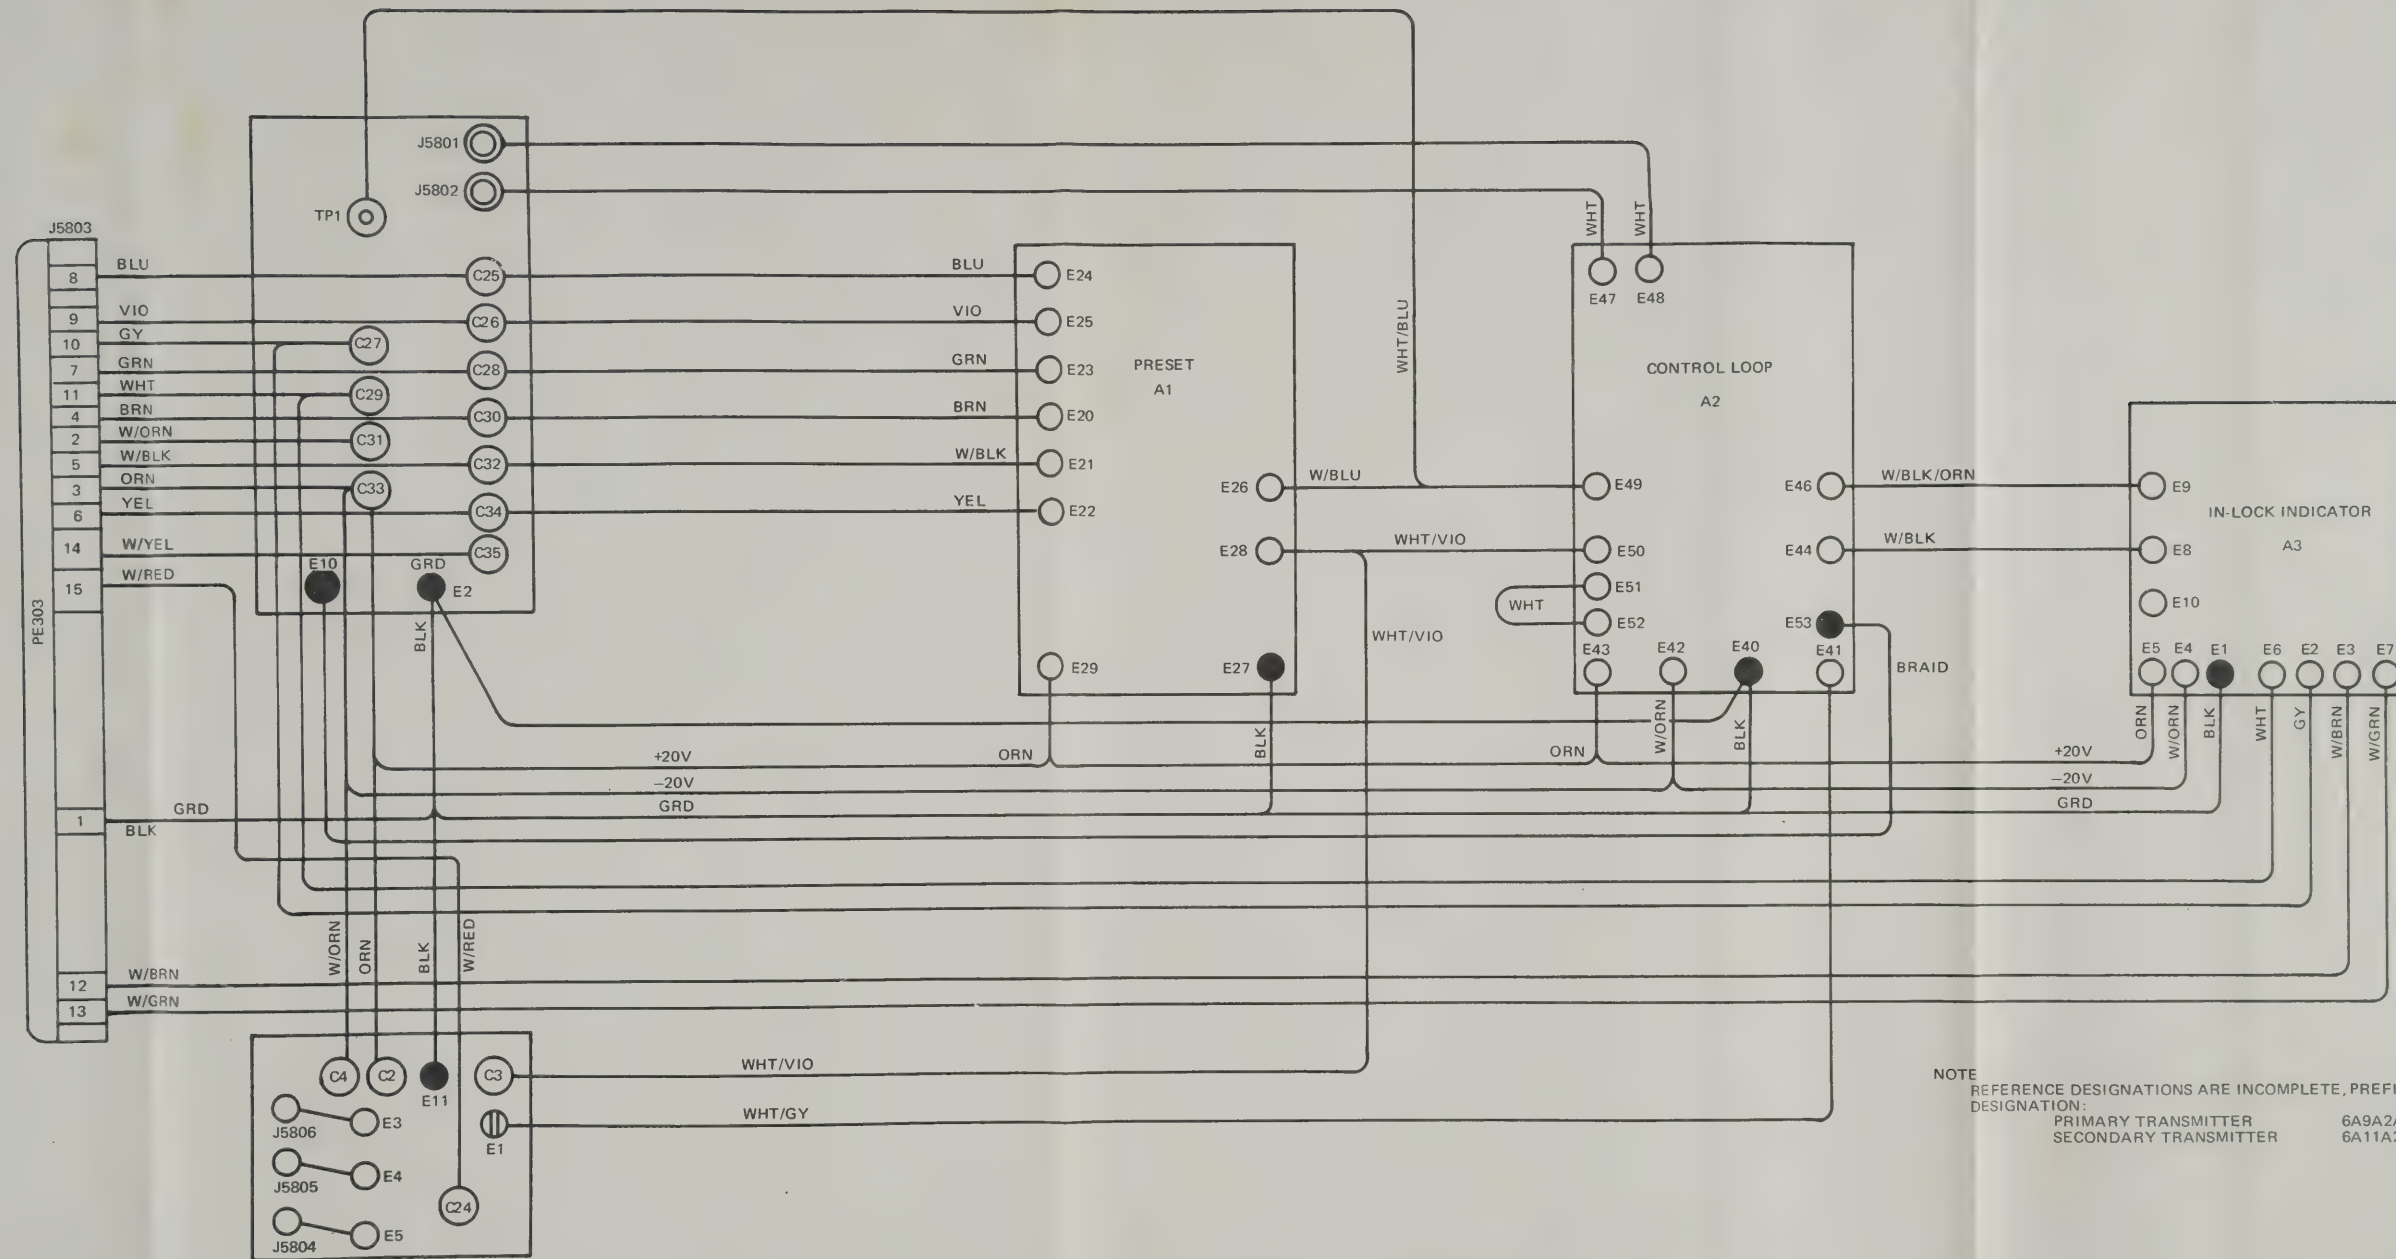 J5801
J5802
TP1
J5803
PE303
8 BLU C25 BLU E24
9 VIO C26 VIO E25
10 GY C27
7 GRN C28 GRN E23
11 WHT C29
4 BRN C30 BRN E20
2 W/ORN C31
5 W/BLK C32 W/BLK E21
3 ORN C33
6 YEL C34 YEL E22
14 W/YEL C35
15 W/RED
E10 GRD E2
BLK
PRESET
A1
E26 W/BLU
E28 WHT/VIO
WHT/VIO
E29 E27
WHT/BLU
WHT WHT
E47 E48
CONTROL LOOP
A2
E49 E46 W/BLK/ORN
E50 E44 W/BLK
E51
WHT
E52 E53
E43 E42 E40 E41
BRAID
E9
IN-LOCK INDICATOR
E8 A3
E10
E5 E4 E1 E6 E2 E3 E7
ORN W/ORN BLK WHT GY W/BRN W/GRN
BLK W/ORN BLK
+20V ORN ORN +20V
−20V −20V
1 GRD GRD GRD
BLK
W/ORN ORN BLK W/RED
12 W/BRN
13 W/GRN
C4 C2 E11 C3 WHT/VIO
J5806 E3
E1 WHT/GY
J5805 E4
C24
J5804 E5
NOTE
REFERENCE DESIGNATIONS ARE INCOMPLETE, PREFI
DESIGNATION:
PRIMARY TRANSMITTER 6A9A2A
SECONDARY TRANSMITTER 6A11A2